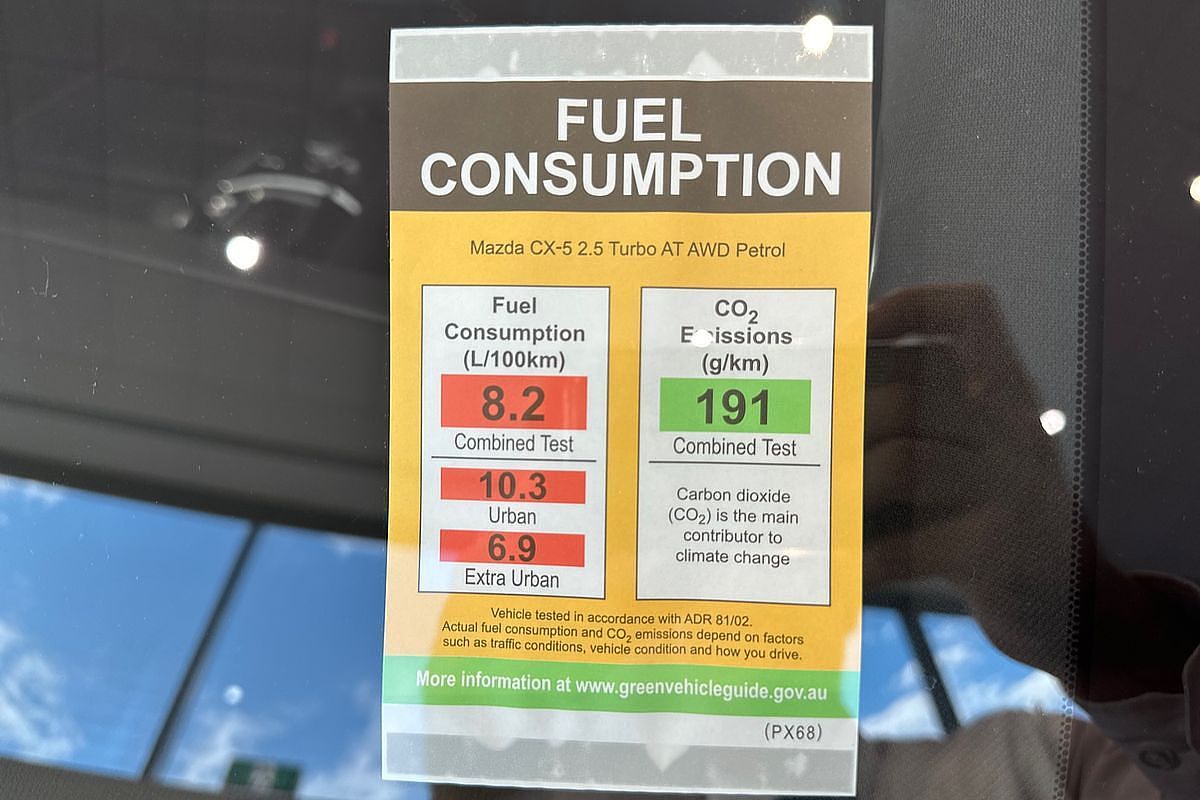 FUEL
CONSUMPTION
Mazda CX-5 2.5 Turbo AT AWD Petrol
Fuel
Consumption
(L/100km)
8.2
Combined Test
10.3
Urban
6.9
Extra Urban
CO₂
Emissions
(g/km)
191
Combined Test
Carbon dioxide
(CO₂) is the main
contributor to
climate change
Vehicle tested in accordance with ADR 81/02.
Actual fuel consumption and CO₂ emissions depend on factors
such as traffic conditions, vehicle condition and how you drive.
More information at www.greenvehicleguide.gov.au
(PX68)